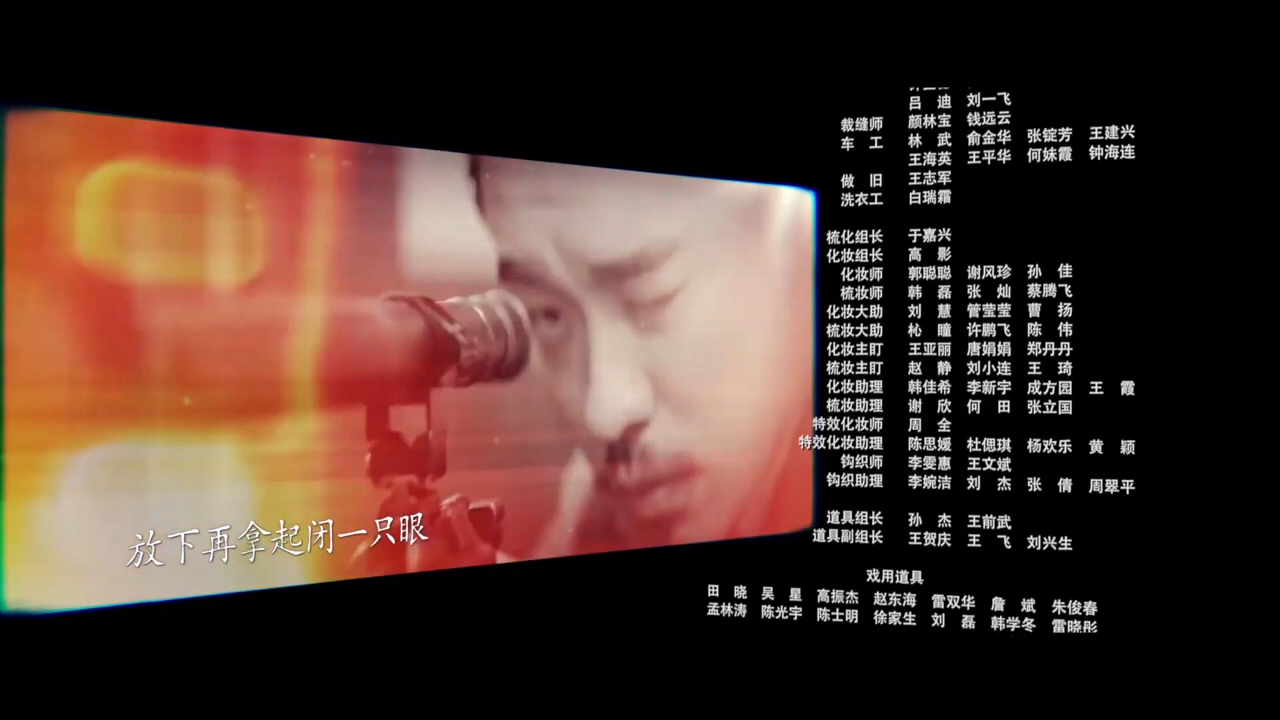 放下再拿起闭一只眼
吕 迪 刘一飞
裁缝师 颜林宝 钱远云
车 工 林 武 俞金华 张锭芳 王建兴
王海英 王平华 何妹霞 钟海连
做 旧 王志军
洗衣工 白瑞霜
梳化组长 于嘉兴
化妆组长 高 影
化妆师 郭聪聪 谢风珍 孙 佳
梳妆师 韩 磊 张 灿 蔡腾飞
化妆大助 刘 慧 管莹莹 曹 扬
梳妆大助 松 瞳 许鹏飞 陈 伟
化妆主盯 王亚丽 唐娟娟 郑丹丹
梳妆主盯 赵 静 刘小连 王 琦
化妆助理 韩佳希 李新宇 成方园 王 霞
梳妆助理 谢 欣 何 田 张立国
特效化妆师 周 全
特效化妆助理 陈思媛 杜偲琪 杨欢乐 黄 颖
钩织师 李雯惠 王文斌
钩织助理 李婉洁 刘 杰 张 倩 周翠平
道具组长 孙 杰 王前武
道具副组长 王贺庆 王 飞 刘兴生
戏用道具
田 晓 吴 星 高振杰 赵东海 雷双华 詹 斌 朱俊春
孟林涛 陈光宇 陈士明 徐家生 刘 磊 韩学冬 雷晓彤